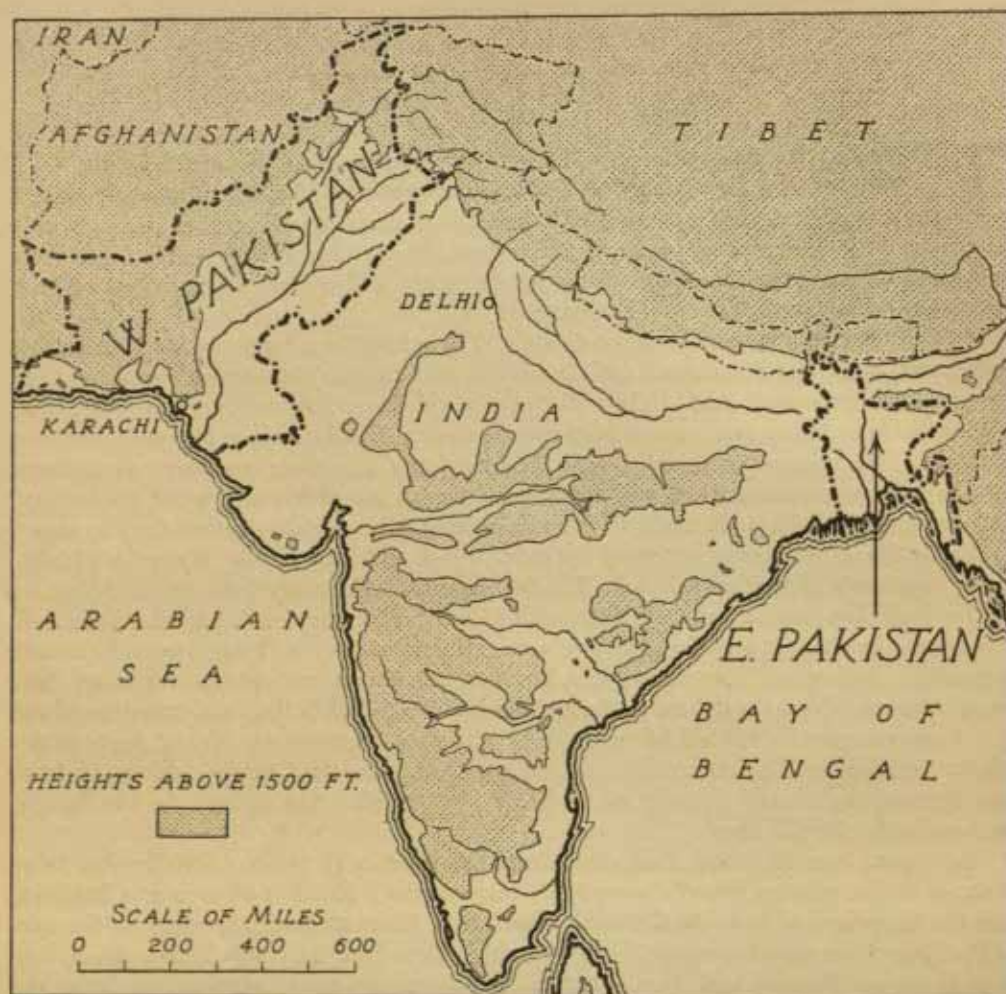 IRAN
AFGHANISTAN
TIBET
W. PAKISTAN
DELHI
KARACHI
INDIA
ARABIAN
SEA
E. PAKISTAN
BAY OF
BENGAL
HEIGHTS ABOVE 1500 FT.
SCALE OF MILES
0 200 400 600